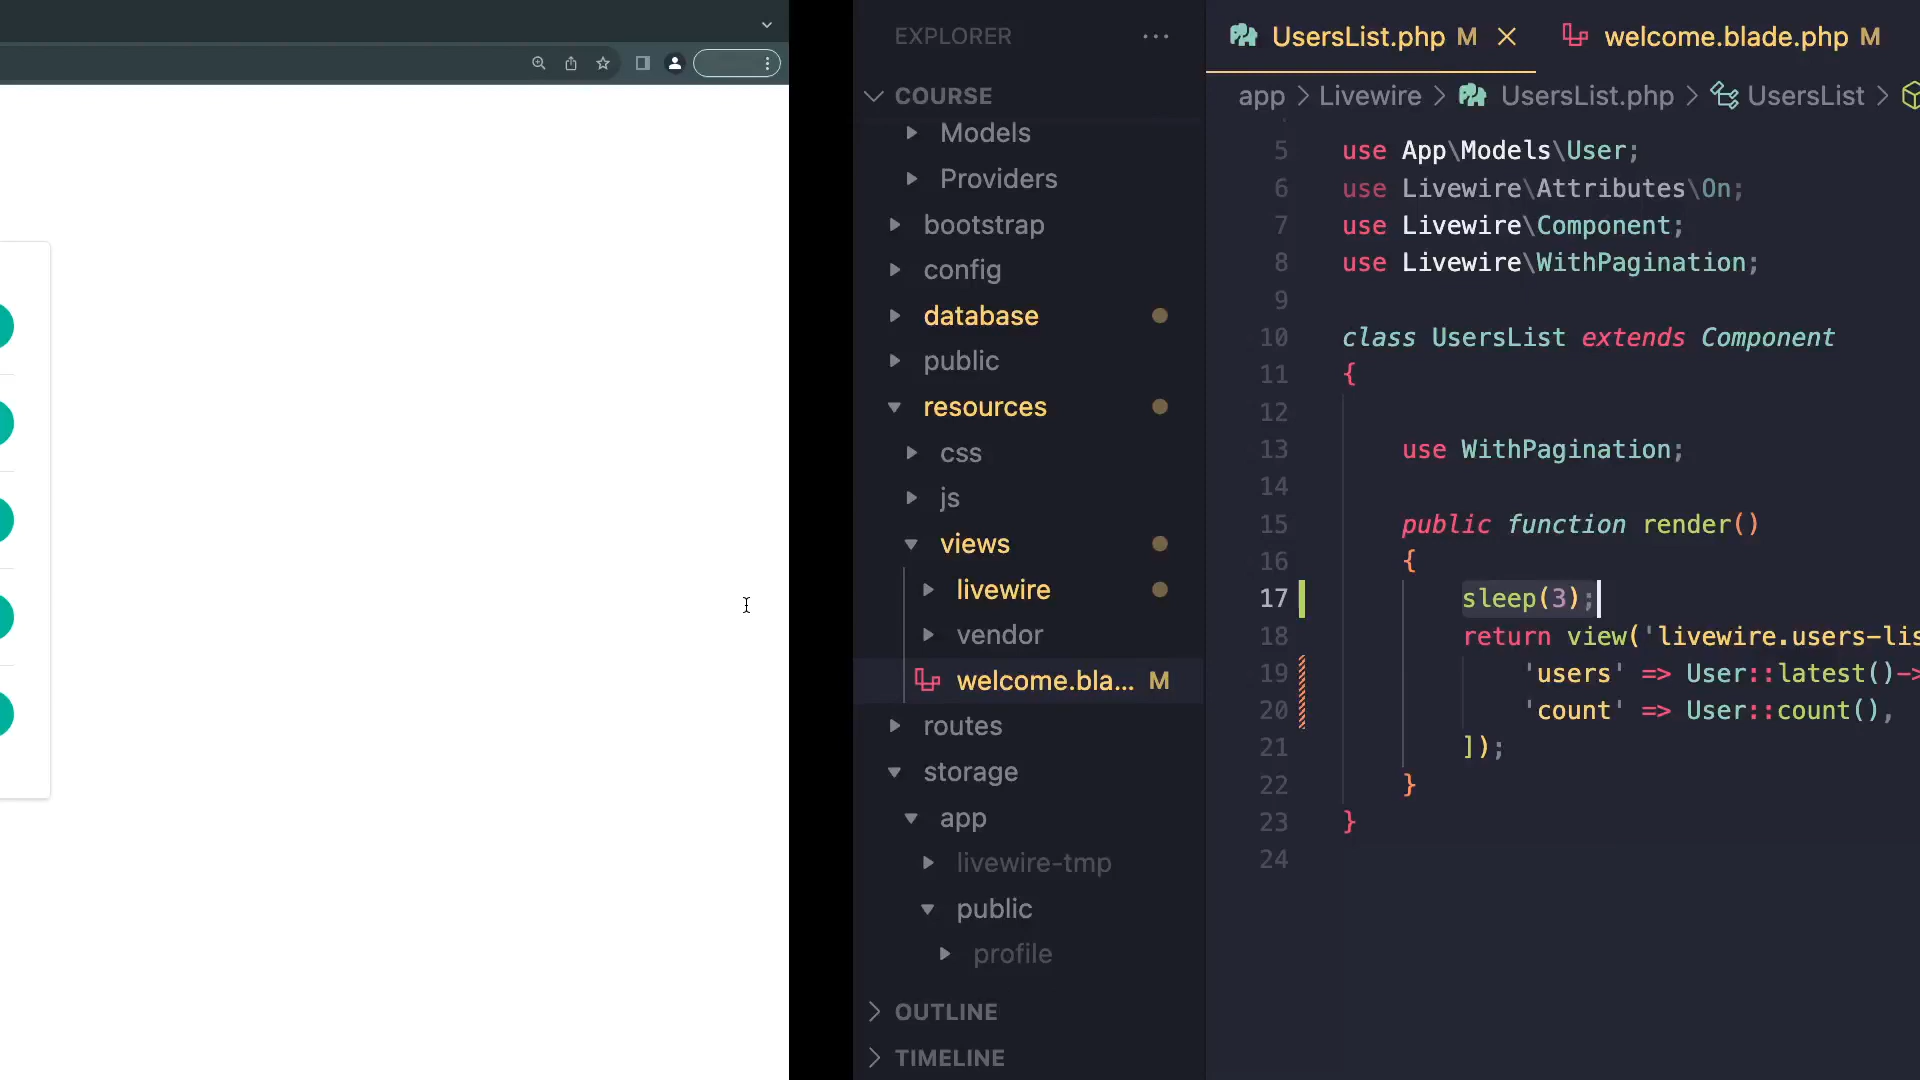 EXPLORER
COURSE
Models
Providers
bootstrap
config
database
public
resources
css
js
views
livewire
vendor
welcome.bla... M
routes
storage
app
livewire-tmp
public
profile
OUTLINE
TIMELINE
UsersList.php M
welcome.blade.php M
app > Livewire > UsersList.php > UsersList >
5 use App\Models\User;
6 use Livewire\Attributes\On;
7 use Livewire\Component;
8 use Livewire\WithPagination;
9
10 class UsersList extends Component
11 {
12
13 use WithPagination;
14
15 public function render()
16 {
17 sleep(3);
18 return view('livewire.users-lis
19 'users' => User::latest()->
20 'count' => User::count(),
21 ]);
22 }
23 }
24